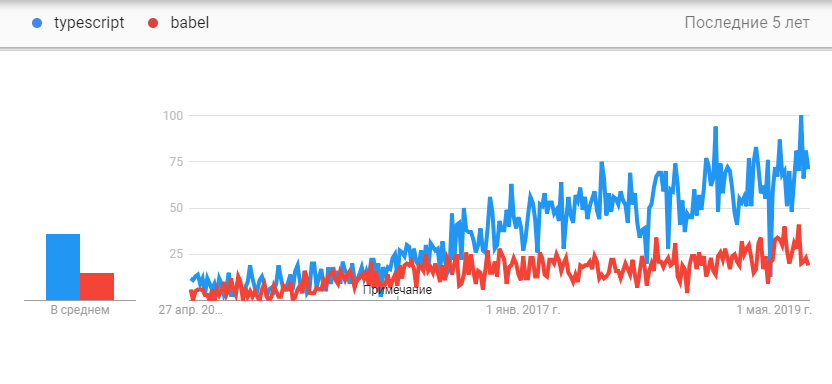 typescript babel Последние 5 лет
100
75
50
25
Примечание
В среднем 27 апр. 20... 1 янв. 2017 г. 1 мая. 2019 г.